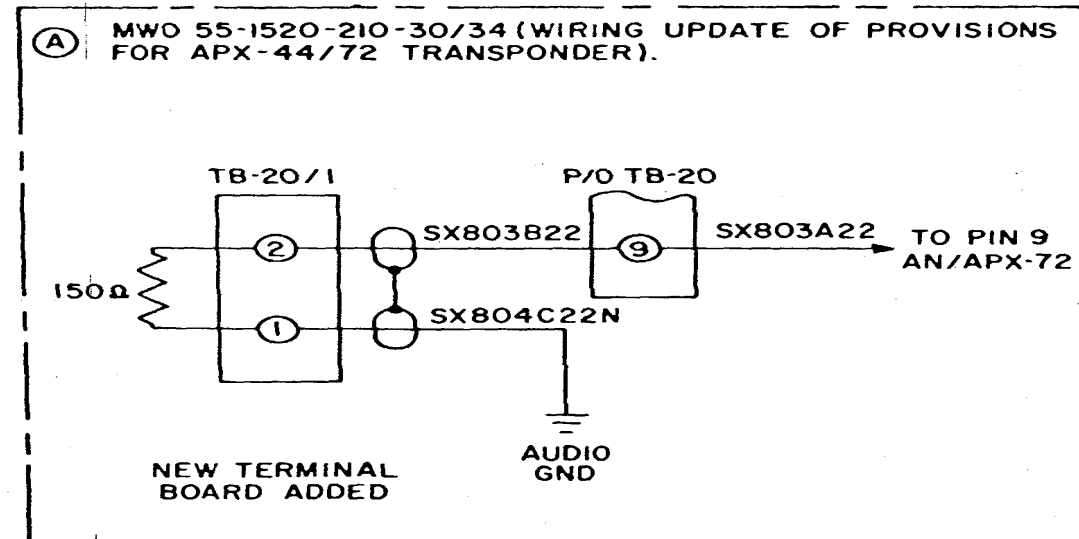 A MWO 55-1520-210-30/34 (WIRING UPDATE OF PROVISIONS
FOR APX-44/72 TRANSPONDER).
TB-20/1
P/O TB-20
2
SX803B22
9
SX803A22
TO PIN 9
AN/APX-72
150Ω
1
SX804C22N
AUDIO
GND
NEW TERMINAL
BOARD ADDED